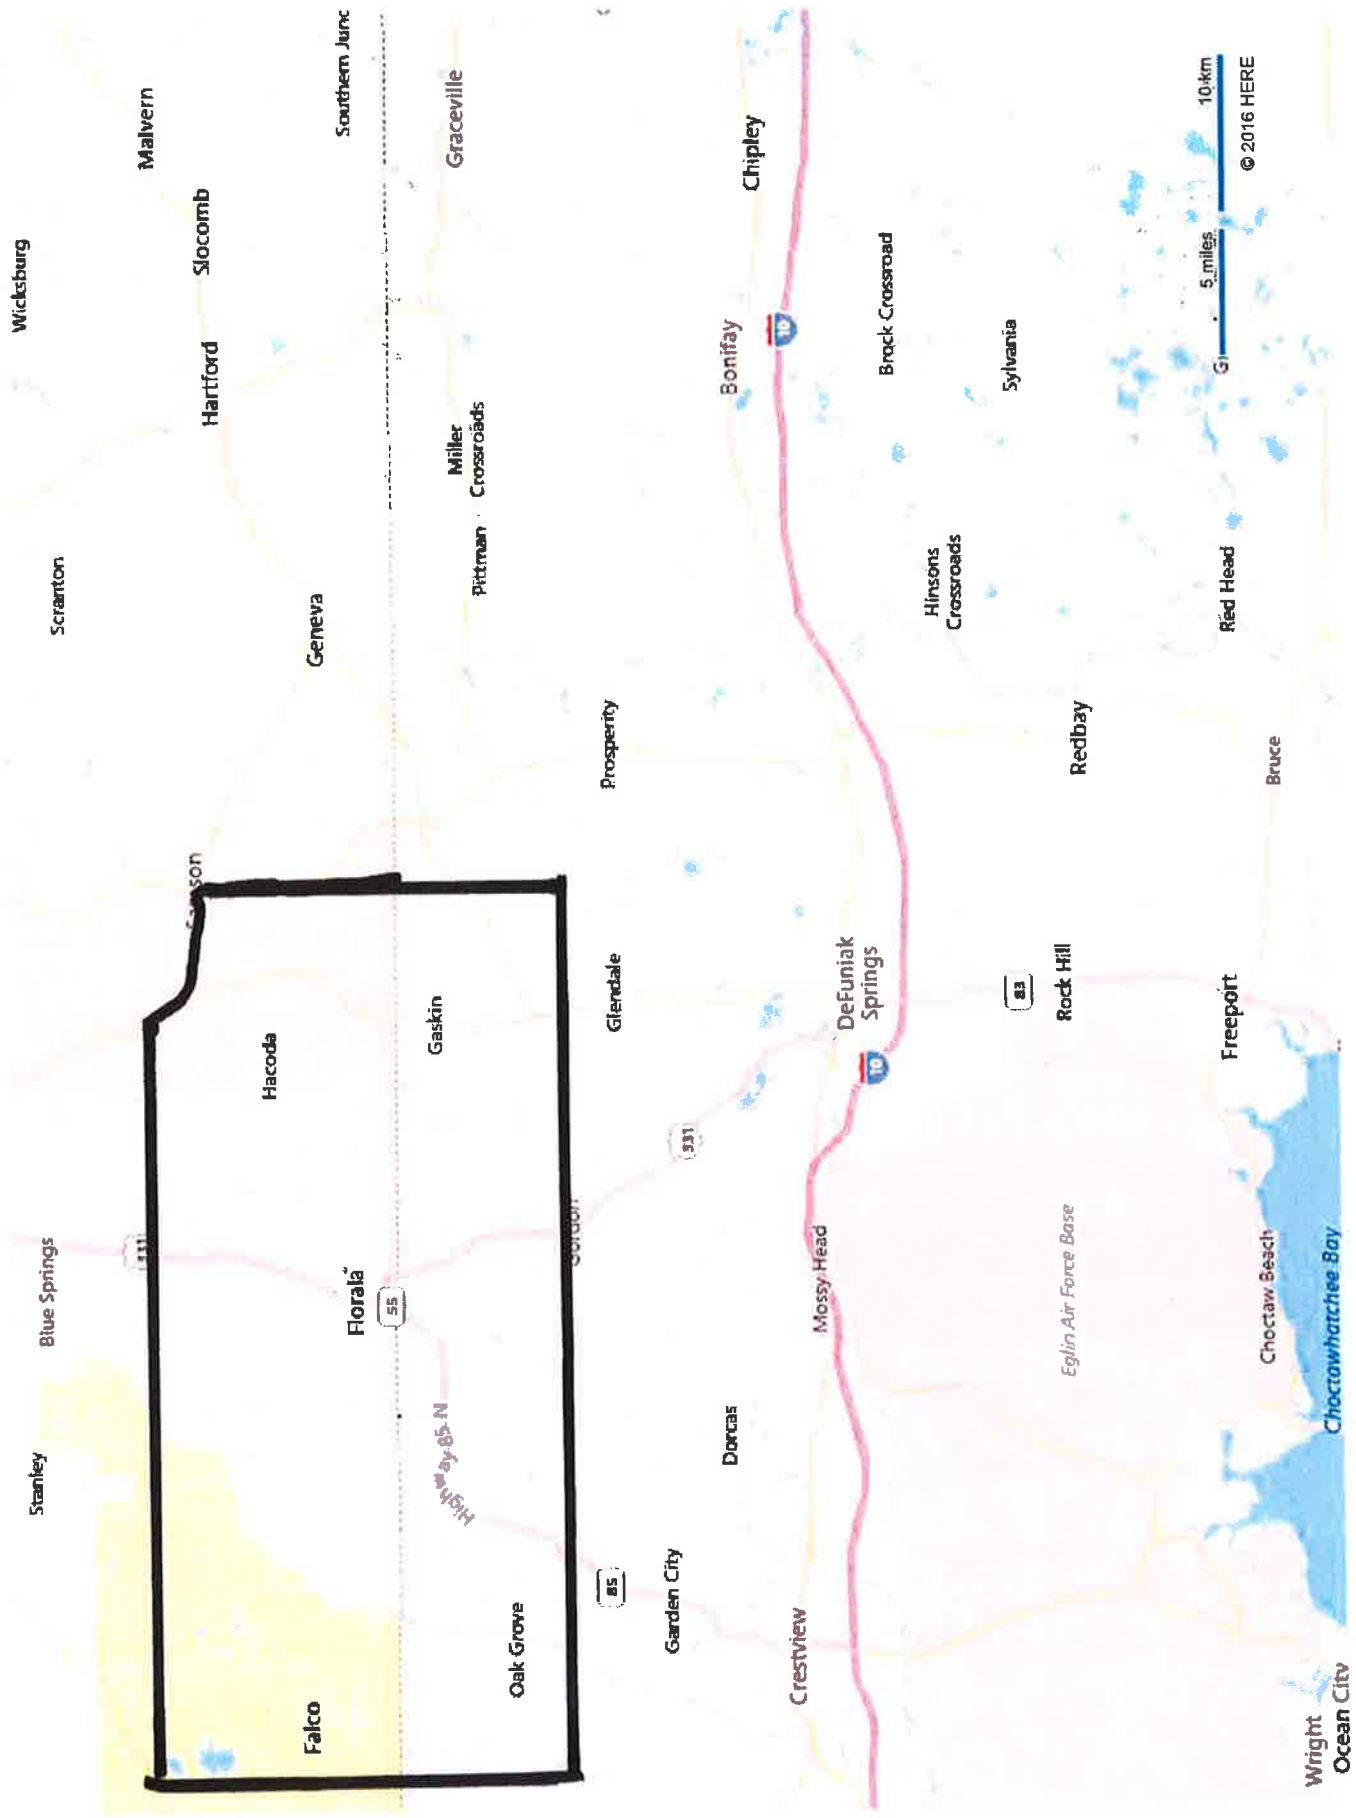 Wicksburg
Scranton
Malvern
Slocomb
Hartford
Blue Springs
Stanley
331
Geneva
Southern Junc
Hacoda
Florala
55
Falco
Graceville
Miller
Crossroads
Pittman
Gaskin
Highway 85 N
Oak Grove
Prosperity
Glendale
85
331
Garden City
Dorcas
Chipley
Bonifay
10
DeFuniak
Springs
10
Mossy Head
Crestview
Brock Crossroad
Sylvania
Hinsons
Crossroads
83
Rock Hill
Redbay
Eglin Air Force Base
Red Head
Bruce
Freeport
Choctaw Beach
Choctawhatchee Bay
Wright
Ocean City
5 miles
10 km
© 2016 HERE